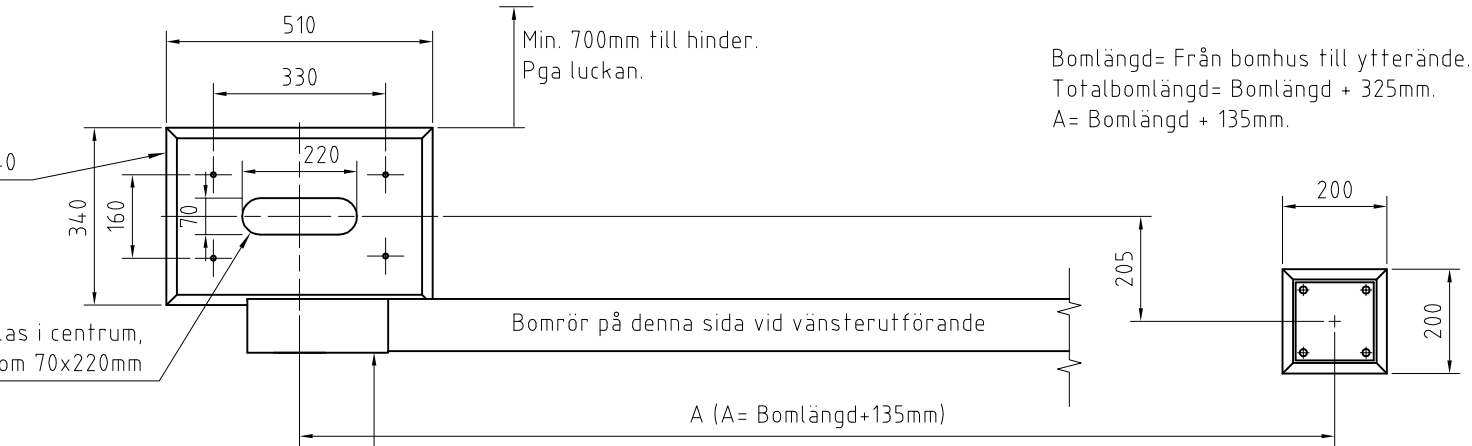 510
330
Min. 700mm till hinder.
Pga luckan.
Bomlängd= Från bomhus till ytterände.
Totalbomlängd= Bomlängd + 325mm.
A= Bomlängd + 135mm.
220
340
160
70
205
200
200
Bomrör på denna sida vid vänsterutförande
i centrum,
70x220mm
A (A= Bomlängd+135mm)